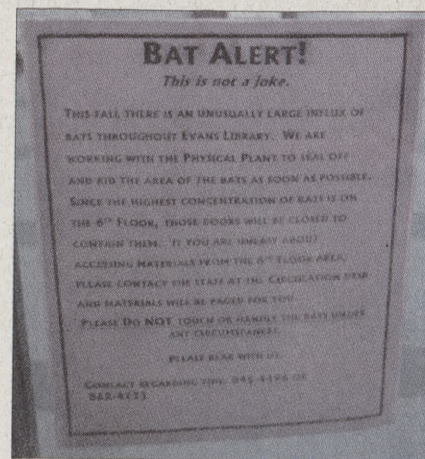 BAT ALERT!
This is not a joke.
THIS FALL THERE IS AN UNUSUALLY LARGE INFLUX OF
BATS THROUGHOUT EVANS LIBRARY. WE ARE
WORKING WITH THE PHYSICAL PLANT TO SEAL OFF
AND RID THE AREA OF THE BATS AS SOON AS POSSIBLE.
SINCE THE HIGHEST CONCENTRATION OF BATS IS ON
THE 6TH FLOOR, THOSE DOORS WILL BE CLOSED TO
CONTAIN THEM. IF YOU ARE UNEASY ABOUT
ACCESSING MATERIALS FROM THE 6TH FLOOR AREA,
PLEASE CONTACT THE STAFF AT THE CIRCULATION DESK
AND MATERIALS WILL BE PAGED FOR YOU.
PLEASE DO NOT TOUCH OR HANDLE THE BATS UNDER
ANY CIRCUMSTANCES.
PLEASE BEAR WITH US.
CONTACT REGARDING THIS: OR